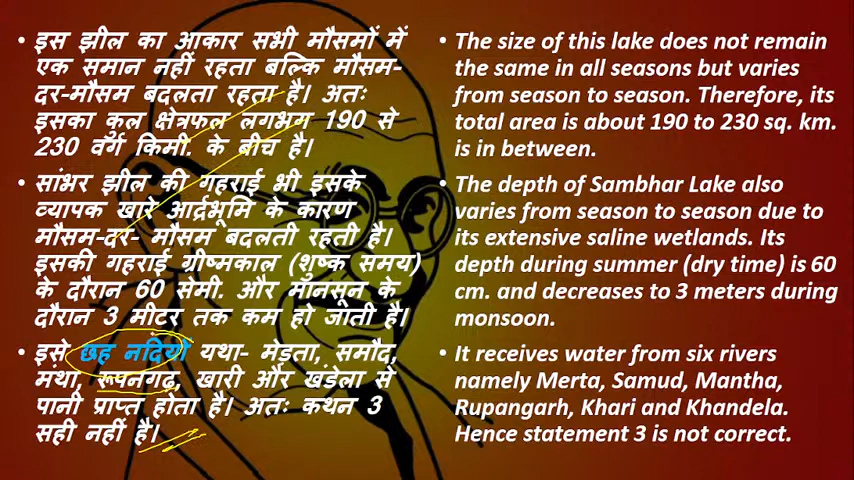 • इस झील का आकार सभी मौसमों में
एक समान नहीं रहता बल्कि मौसम-
दर-मौसम बदलता रहता है। अतः
इसका कुल क्षेत्रफल लगभग 190 से
230 वर्ग किमी. के बीच है।
• सांभर झील की गहराई भी इसके
व्यापक खारे आर्द्रभूमि के कारण
मौसम-दर- मौसम बदलती रहती है।
इसकी गहराई ग्रीष्मकाल (शुष्क समय)
के दौरान 60 सेमी. और मानसून के
दौरान 3 मीटर तक कम हो जाती है।
• इसे छह नदियों यथा- मेड़ता, समौद,
मंथा, रूपनगढ़, खारी और खंडेला से
पानी प्राप्त होता है। अतः कथन 3
सही नहीं है।
• The size of this lake does not remain
the same in all seasons but varies
from season to season. Therefore, its
total area is about 190 to 230 sq. km.
is in between.
• The depth of Sambhar Lake also
varies from season to season due to
its extensive saline wetlands. Its
depth during summer (dry time) is 60
cm. and decreases to 3 meters during
monsoon.
• It receives water from six rivers
namely Merta, Samud, Mantha,
Rupangarh, Khari and Khandela.
Hence statement 3 is not correct.